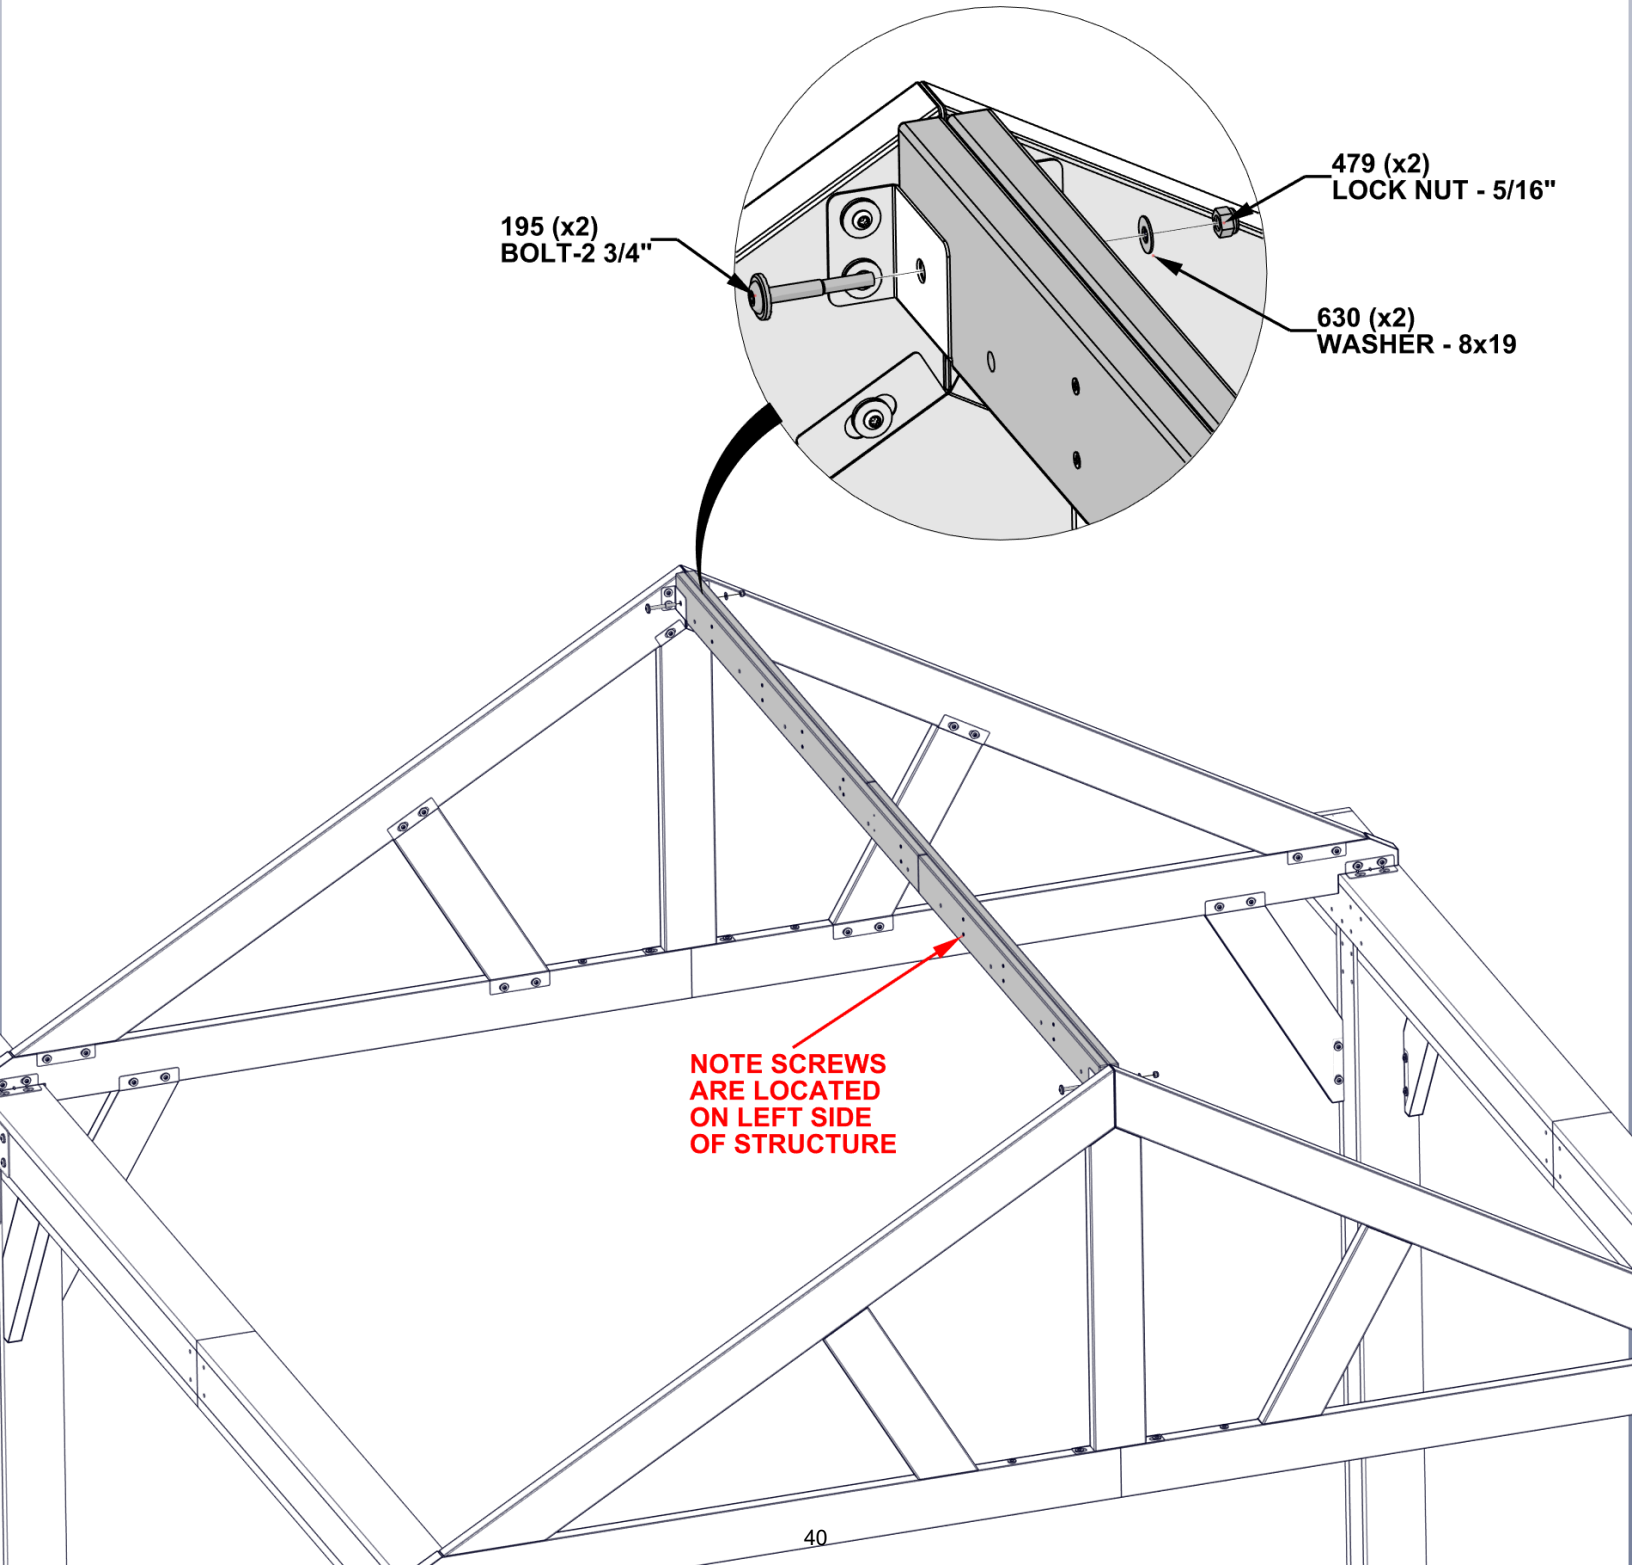 479 (x2)
LOCK NUT - 5/16"
195 (x2)
BOLT-2 3/4"
630 (x2)
WASHER - 8x19
NOTE SCREWS
ARE LOCATED
ON LEFT SIDE
OF STRUCTURE
40